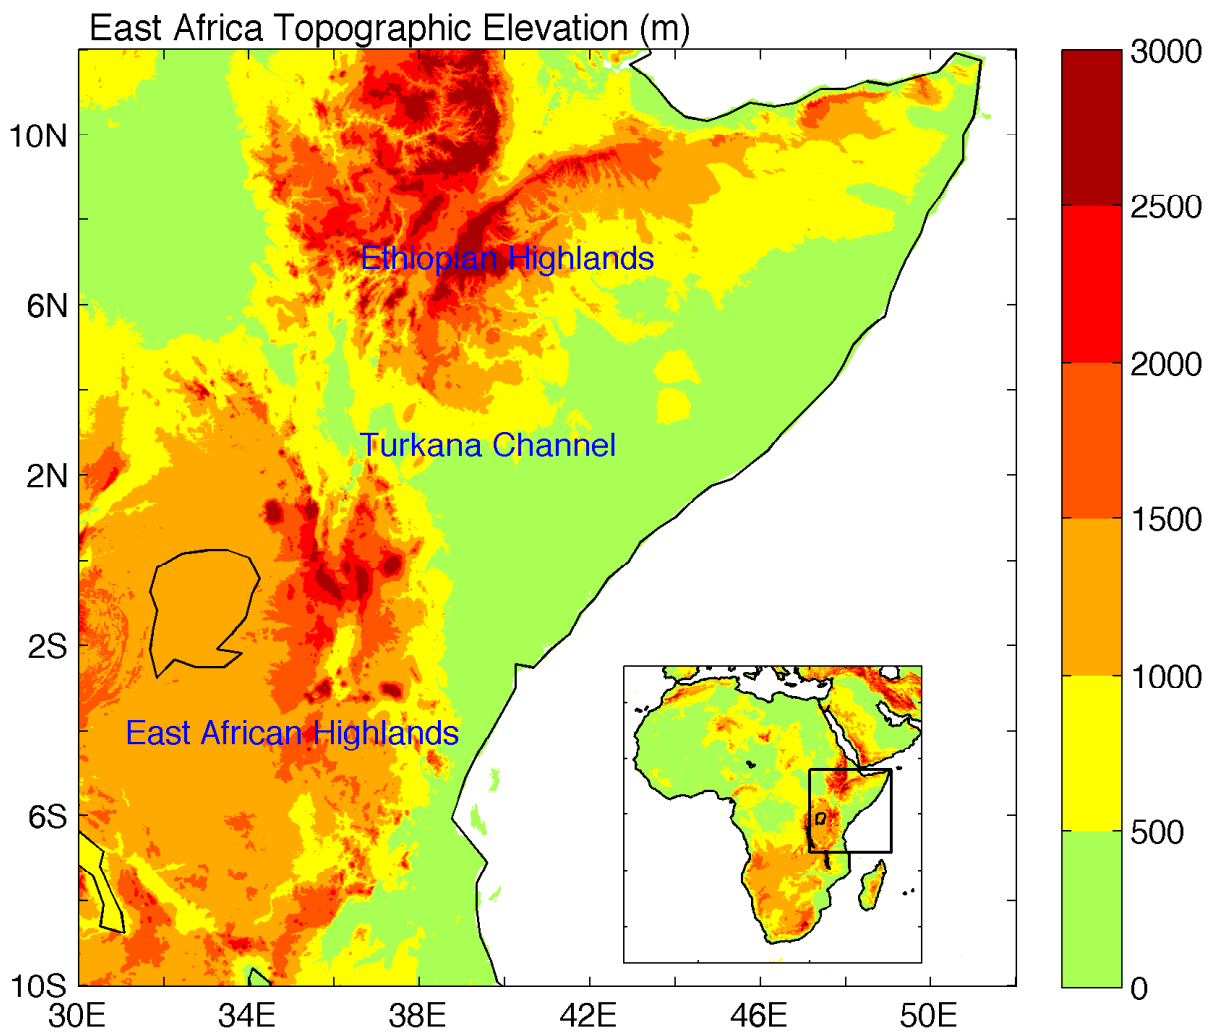 East Africa Topographic Elevation (m)
10N
6N
2N
2S
6S
10S
30E
34E
38E
42E
46E
50E
Ethiopian Highlands
Turkana Channel
East African Highlands
3000
2500
2000
1500
1000
500
0